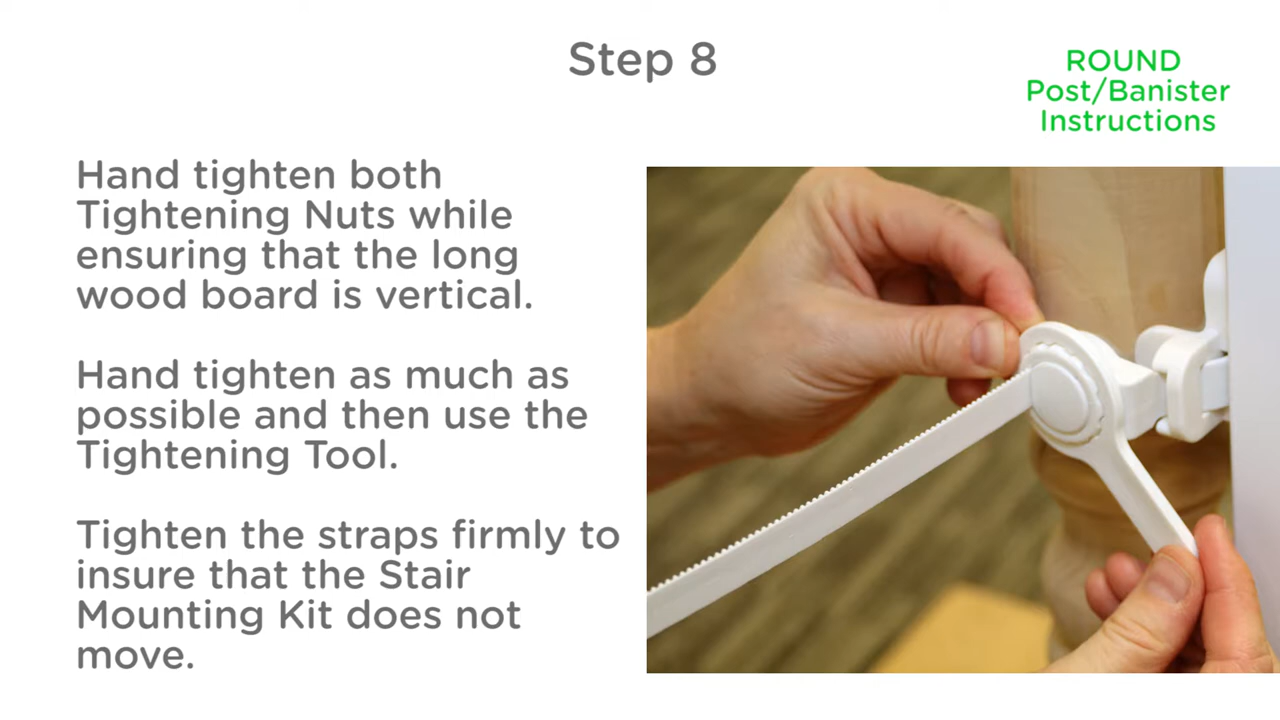 Step 8
ROUND
Post/Banister
Instructions
Hand tighten both
Tightening Nuts while
ensuring that the long
wood board is vertical.
Hand tighten as much as
possible and then use the
Tightening Tool.
Tighten the straps firmly to
insure that the Stair
Mounting Kit does not
move.